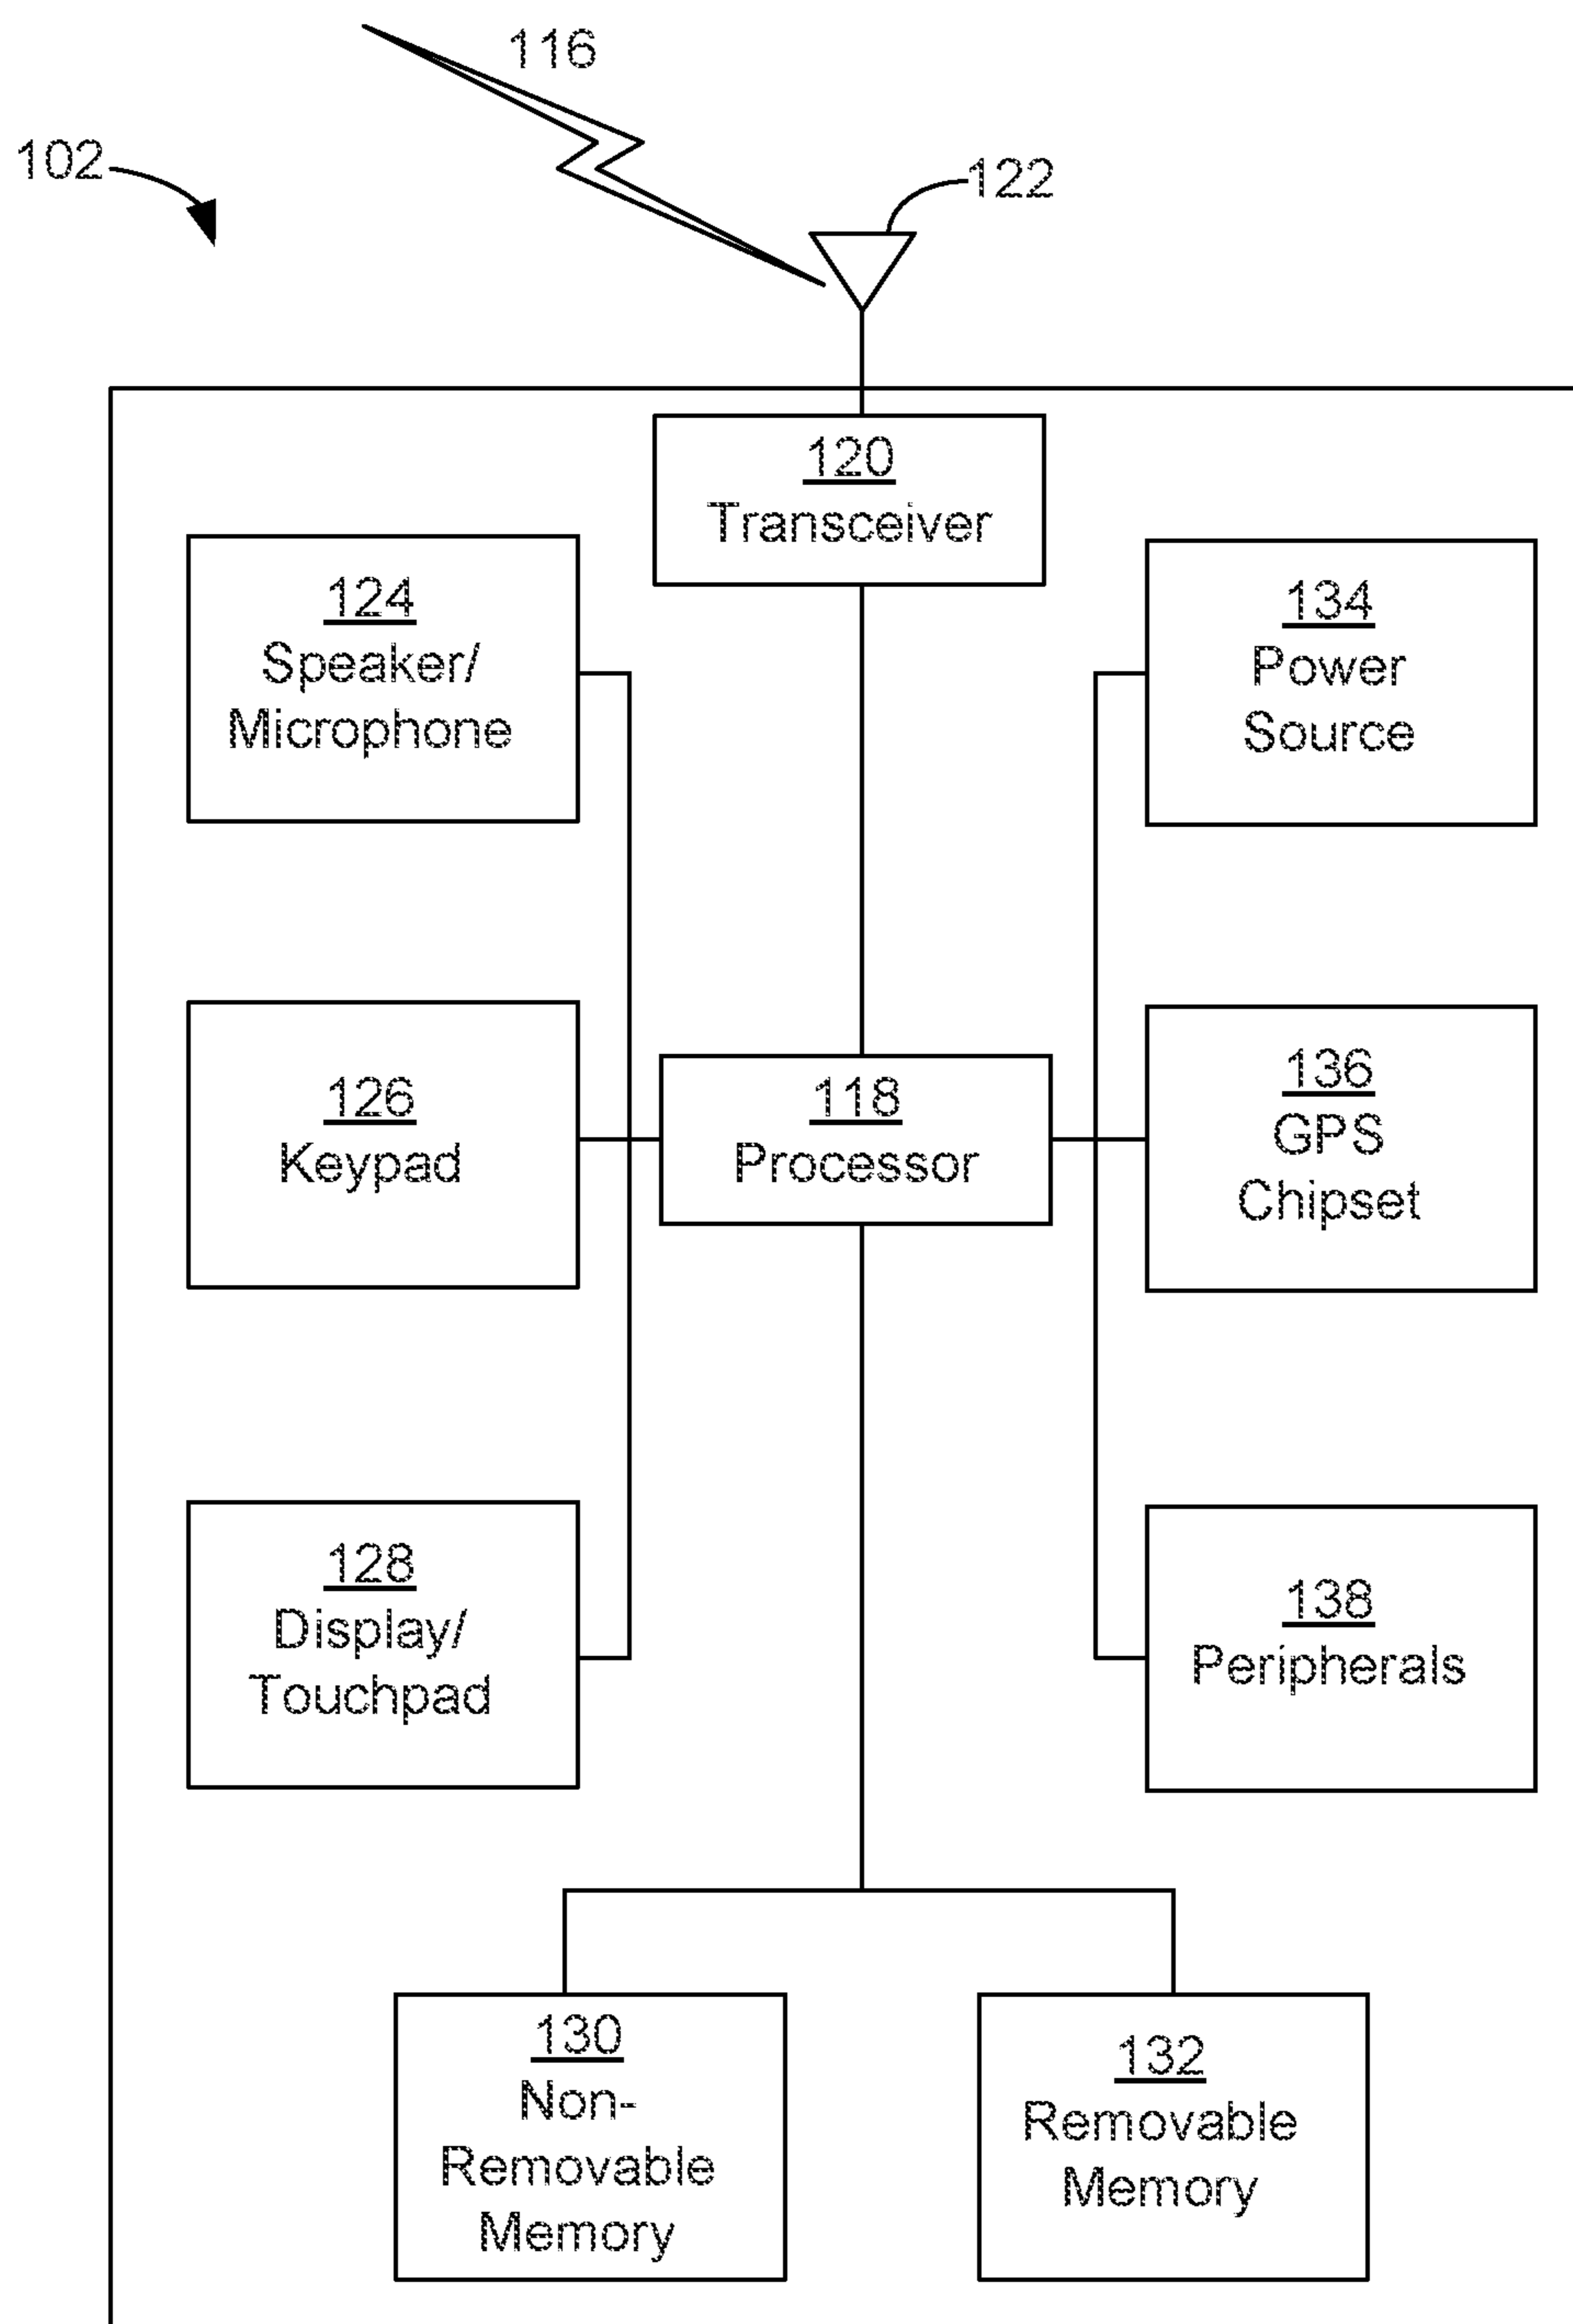 116
102
122
120
Transceiver
124
Speaker/
Microphone
134
Power
Source
126
Keypad
118
Processor
136
GPS
Chipset
128
Display/
Touchpad
138
Peripherals
130
Non-
Removable
Memory
132
Removable
Memory